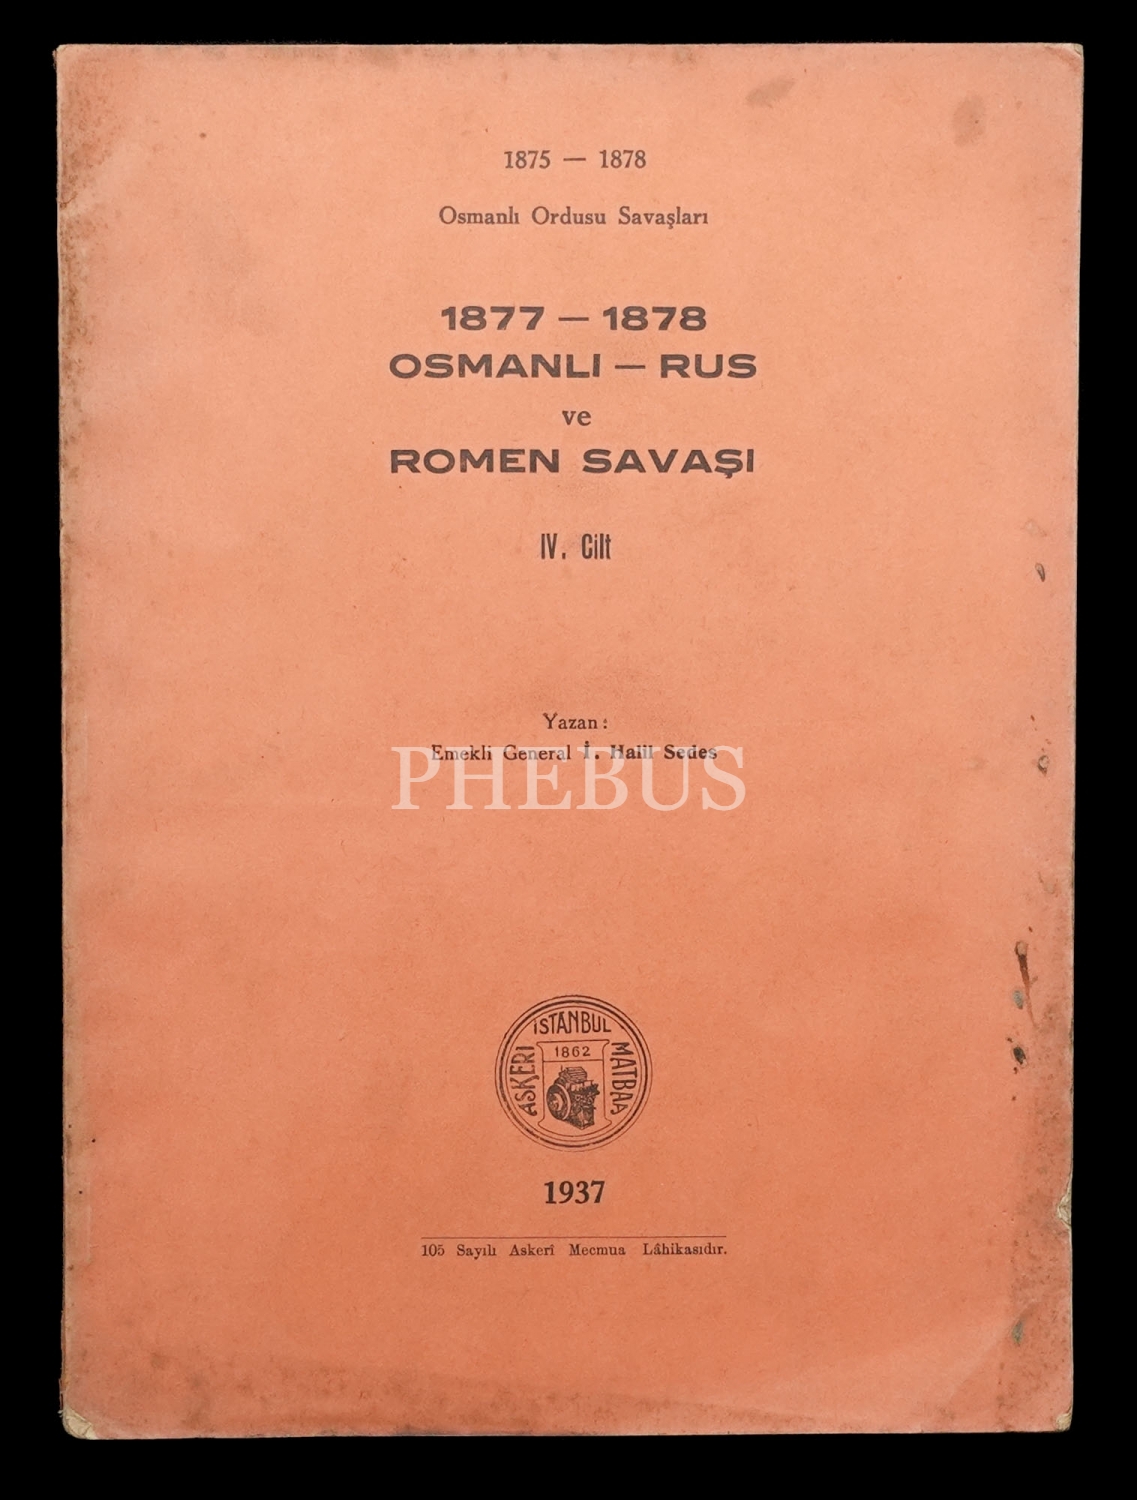 1875 — 1878
Osmanlı Ordusu Savaşları
1877 — 1878
OSMANLI — RUS
ve
ROMEN SAVAŞI
IV. Cilt
Yazan :
Emekli General İ. Halil Sedes
PHEBUS
ASKERİ İSTANBUL MATBAA
1862
1937
105 Sayılı Askerî Mecmua Lâhikasıdır.